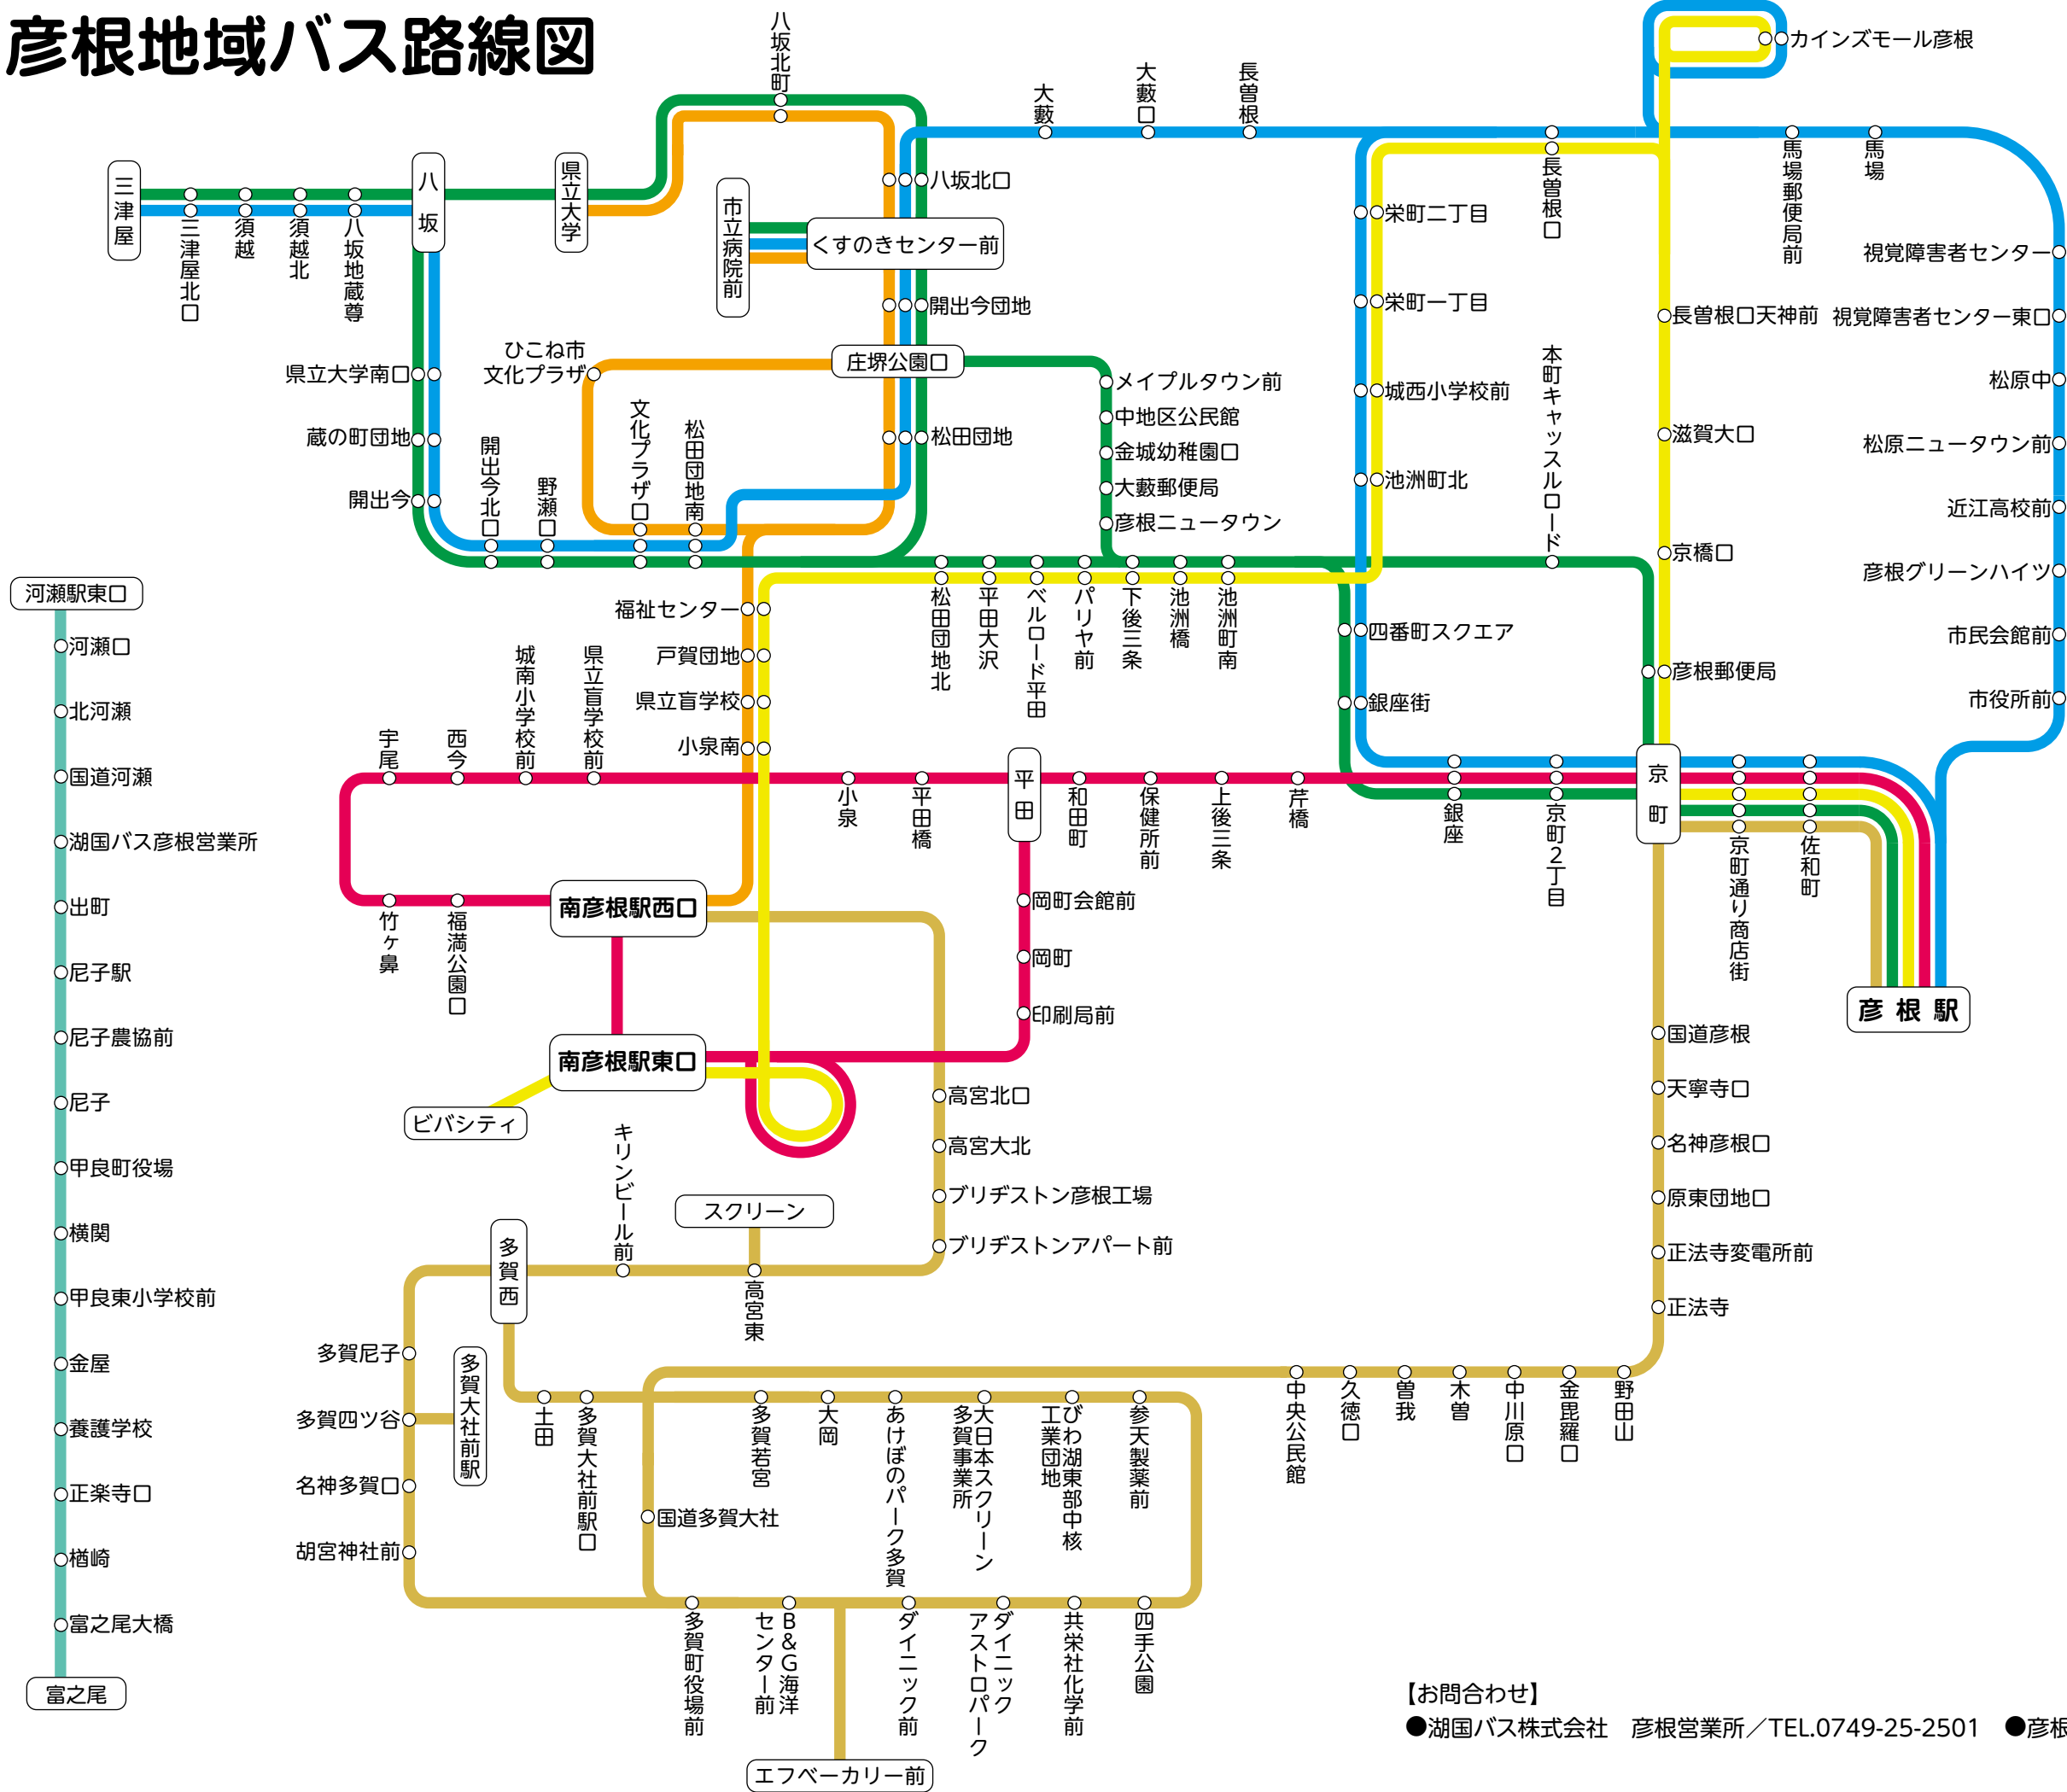 彦根地域バス路線図
八坂北町
大藪
大藪口
長曽根
カインズモール彦根
三津屋
三津屋北口
須越
須越北
八坂地蔵尊
八坂
県立大学
市立病院前
くすのきセンター前
八坂北口
開出今団地
庄堺公園口
松田団地
長曽根口
馬場郵便局前
馬場
栄町二丁目
栄町一丁目
城西小学校前
池洲町北
本町キャッスルロード
長曽根口天神前
滋賀大口
京橋口
彦根郵便局
視覚障害者センター
視覚障害者センター東口
松原中
松原ニュータウン前
近江高校前
彦根グリーンハイツ
市民会館前
市役所前
県立大学南口
蔵の町団地
開出今
ひこね市
文化プラザ
開出今北口
野瀬口
文化プラザ口
松田団地南
メイプルタウン前
中地区公民館
金城幼稚園口
大藪郵便局
彦根ニュータウン
松田団地北
平田大沢
ベルロード平田
パリヤ前
下後三条
池洲橋
池洲町南
四番町スクエア
銀座街
福祉センター
戸賀団地
県立盲学校
小泉南
宇尾
西今
城南小学校前
県立盲学校前
小泉
平田橋
平田
和田町
保健所前
上後三条
芹橋
銀座
京町２丁目
京町
京町通り商店街
佐和町
彦根駅
竹ヶ鼻
福満公園口
南彦根駅西口
南彦根駅東口
ビバシティ
岡町会館前
岡町
印刷局前
高宮北口
高宮大北
ブリヂストン彦根工場
ブリヂストンアパート前
スクリーン
高宮東
キリンビール前
多賀西
多賀尼子
多賀四ツ谷
名神多賀口
胡宮神社前
多賀大社前駅
土田
多賀大社前駅口
多賀若宮
大岡
あけぼのパーク多賀
大日本スクリーン
多賀事業所
びわ湖東部中核
工業団地
参天製薬前
国道多賀大社
多賀町役場前
Ｂ＆Ｇ海洋
センター前
ダイニック前
ダイニック
アストロパーク
共栄社化学前
四手公園
エフベーカリー前
国道彦根
天寧寺口
名神彦根口
原東団地口
正法寺変電所前
正法寺
中央公民館
久徳口
曽我
木曽
中川原口
金毘羅口
野田山
河瀬駅東口
河瀬口
北河瀬
国道河瀬
湖国バス彦根営業所
出町
尼子駅
尼子農協前
尼子
甲良町役場
横関
甲良東小学校前
金屋
養護学校
正楽寺口
楢崎
富之尾大橋
富之尾
【お問合わせ】
●湖国バス株式会社　彦根営業所／TEL.0749-25-2501　●彦根